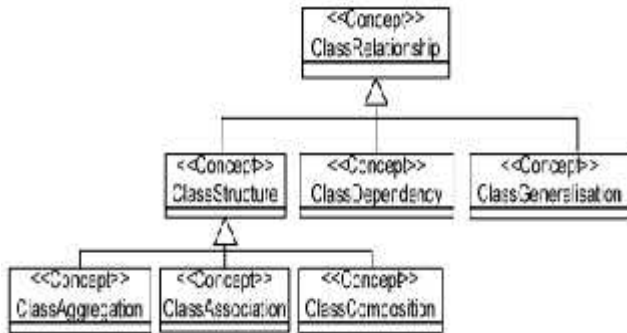 <<Concept>>
ClassRelationship
<<Concept>>
ClassStructure
<<Concept>>
ClassDependency
<<Concept>>
ClassGeneralisation
<<Concept>>
ClassAggregation
<<Concept>>
ClassAssociation
<<Concept>>
ClassComposition